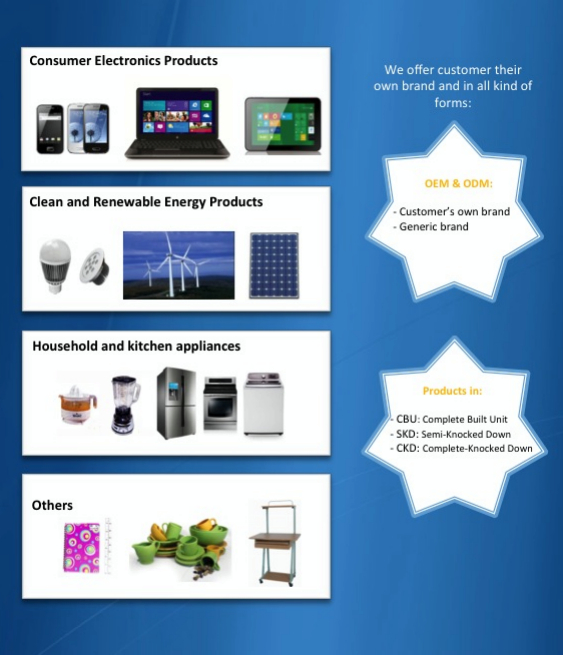 Consumer Electronics Products
Clean and Renewable Energy Products
Household and kitchen appliances
Others
We offer customer their
own brand and in all kind of
forms:
OEM & ODM:
- Customer's own brand
- Generic brand
Products in:
- CBU: Complete Built Unit
- SKD: Semi-Knocked Down
- CKD: Complete-Knocked Down